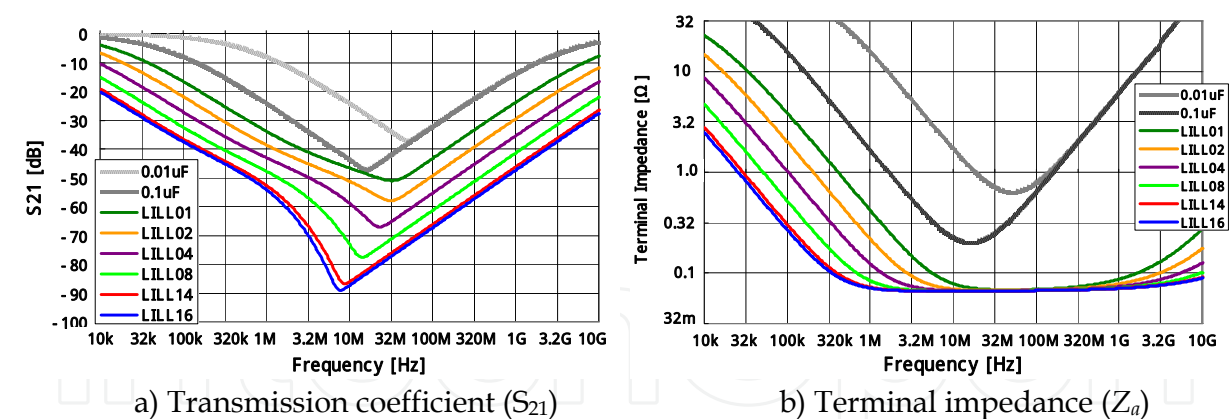 0
- 10
- 20
- 30
- 40
- 50
- 60
- 70
- 80
- 90
- 100
S21 [dB]
0.01uF
0.1uF
LILL01
LILL02
LILL04
LILL08
LILL14
LILL16
10k 32k 100k 320k 1M 3.2M 10M 32M 100M 320M 1G 3.2G 10G
Frequency [Hz]
a) Transmission coefficient (S21)
32
10
3.2
1.0
0.32
0.1
32m
Terminal Impedance [Ω]
0.01uF
0.1uF
LILL01
LILL02
LILL04
LILL08
LILL14
LILL16
10k 32k 100k 320k 1M 3.2M 10M 32M 100M 320M 1G 3.2G 10G
Frequency [Hz]
b) Terminal impedance (Za)